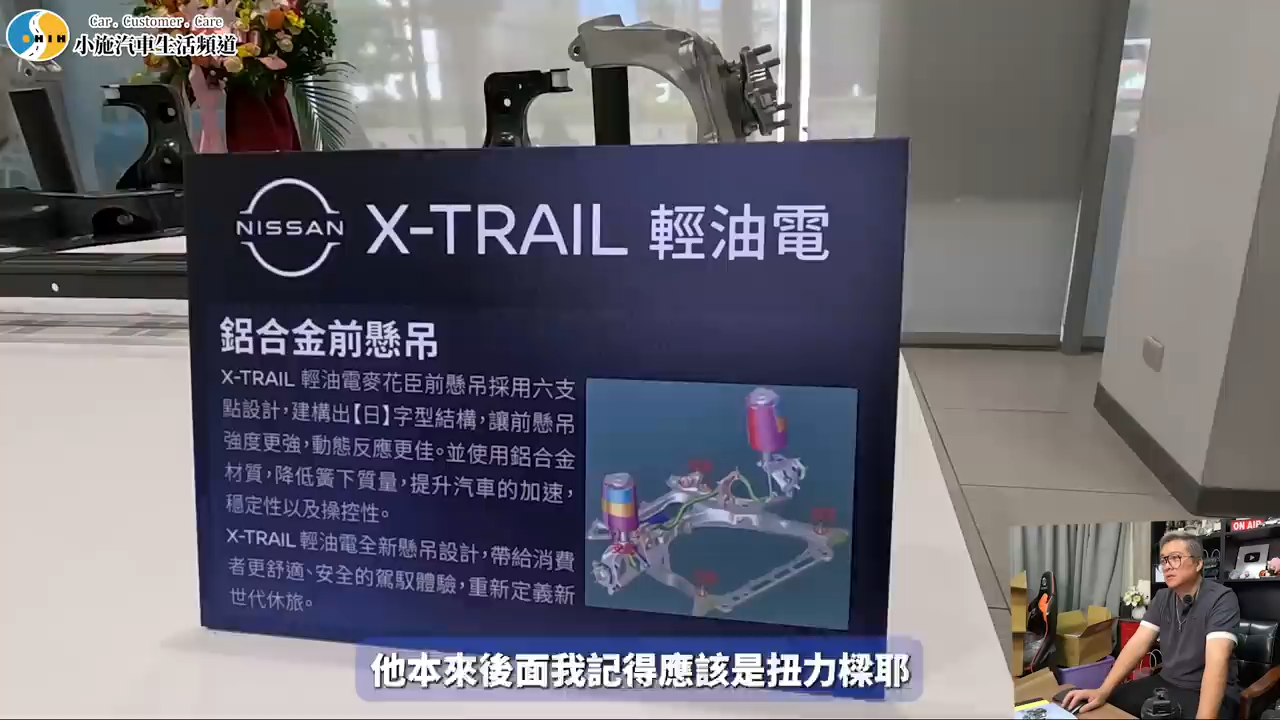 Car . Customer . Care
SHIH
小施汽車生活頻道
NISSAN
X-TRAIL 輕油電
鋁合金前懸吊
X-TRAIL 輕油電麥花臣前懸吊採用六支
點設計，建構出【日】字型結構，讓前懸吊
強度更強，動態反應更佳。並使用鋁合金
材質，降低簧下質量，提升汽車的加速，
穩定性以及操控性。
X-TRAIL 輕油電全新懸吊設計，帶給消費
者更舒適、安全的駕馭體驗，重新定義新
世代休旅。
ON AIR
他本來後面我記得應該是扭力樑耶